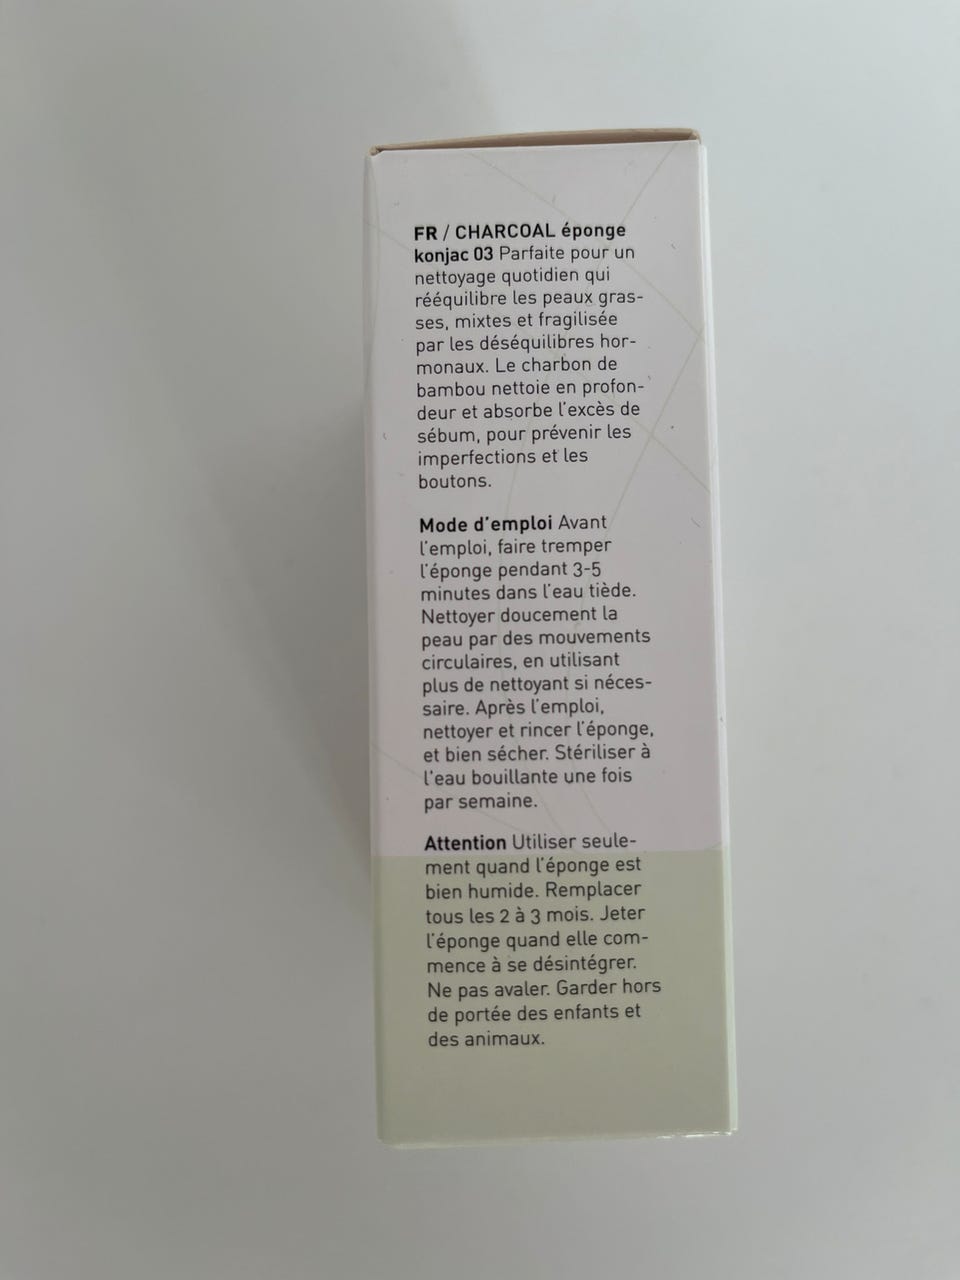 FR / CHARCOAL éponge
konjac 03 Parfaite pour un
nettoyage quotidien qui
rééquilibre les peaux gras-
ses, mixtes et fragilisée
par les déséquilibres hor-
monaux. Le charbon de
bambou nettoie en profon-
deur et absorbe l'excès de
sébum, pour prévenir les
imperfections et les
boutons.
Mode d'emploi Avant
l'emploi, faire tremper
l'éponge pendant 3-5
minutes dans l'eau tiède.
Nettoyer doucement la
peau par des mouvements
circulaires, en utilisant
plus de nettoyant si néces-
saire. Après l'emploi,
nettoyer et rincer l'éponge,
et bien sécher. Stériliser à
l'eau bouillante une fois
par semaine.
Attention Utiliser seule-
ment quand l'éponge est
bien humide. Remplacer
tous les 2 à 3 mois. Jeter
l'éponge quand elle com-
mence à se désintégrer.
Ne pas avaler. Garder hors
de portée des enfants et
des animaux.